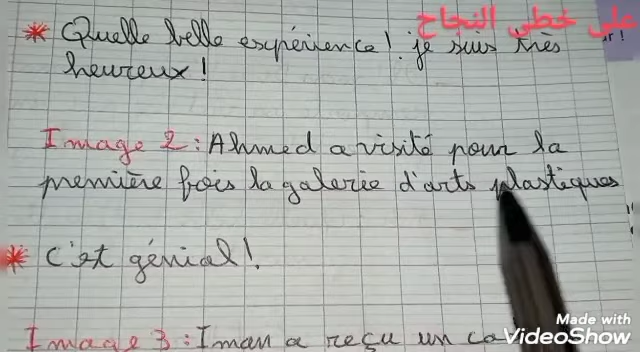 على خطى النجاح
* Quelle belle expérience! je suis très
heureux!
Image 2: Ahmed a visité pour la
première fois la galerie d'arts plastiques
* C'est génial!
Image 3: Iman a reçu un
Made with
VideoShow